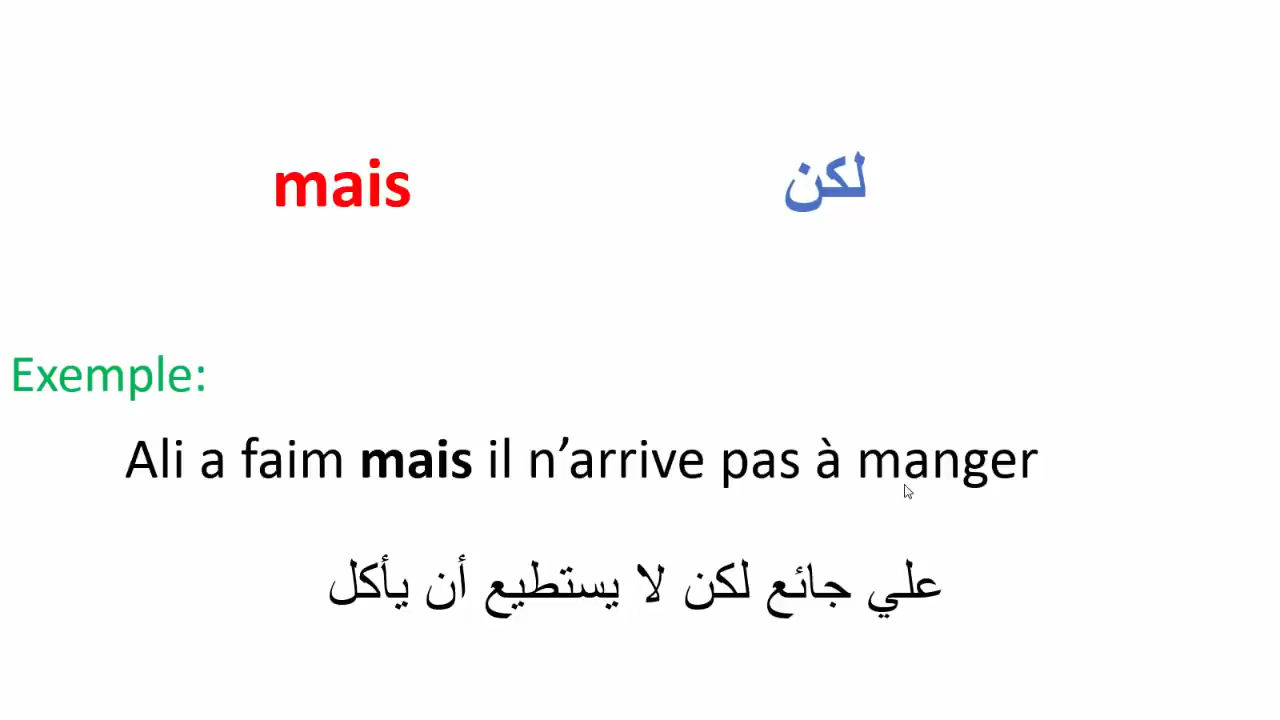 mais
لكن
Exemple:
Ali a faim mais il n’arrive pas à manger
علي جائع لكن لا يستطيع أن يأكل